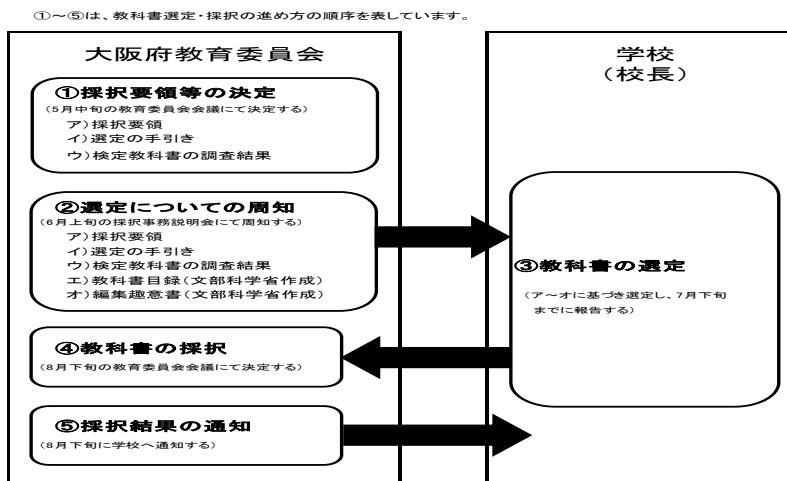 ①～⑤は、教科書選定・採択の進め方の順序を表しています。
大阪府教育委員会
①採択要領等の決定
(5月中旬の教育委員会会議にて決定する)
ア)採択要領
イ)選定の手引き
ウ)検定教科書の調査結果
②選定についての周知
(6月上旬の採択事務説明会にて周知する)
ア)採択要領
イ)選定の手引き
ウ)検定教科書の調査結果
エ)教科書目録(文部科学省作成)
オ)編集趣意書(文部科学省作成)
④教科書の採択
(8月下旬の教育委員会会議にて決定する)
⑤採択結果の通知
(8月下旬に学校へ通知する)
学校
(校長)
③教科書の選定
(ア～オに基づき選定し、7月下旬
までに報告する)